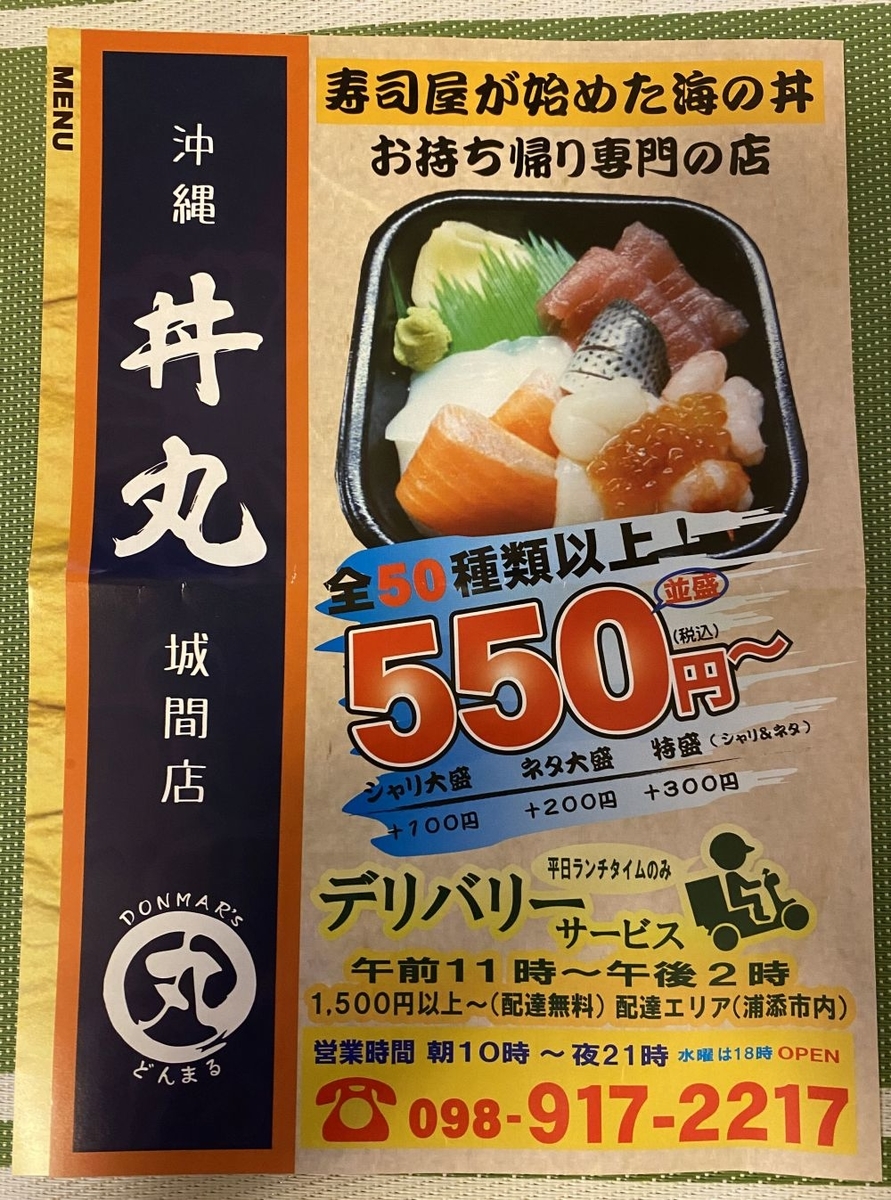 MENU
沖縄
丼丸
城間店
DONMAR's
丸
どんまる
寿司屋が始めた海の丼
お持ち帰り専門の店
全50種類以上!
並盛
550円~
(税込)
シャリ大盛 ネタ大盛 特盛(シャリ&ネタ)
+100円 +200円 +300円
平日ランチタイムのみ
デリバリーサービス
午前11時~午後2時
1,500円以上~(配達無料) 配達エリア(浦添市内)
営業時間 朝10時~夜21時 水曜は18時OPEN
098-917-2217